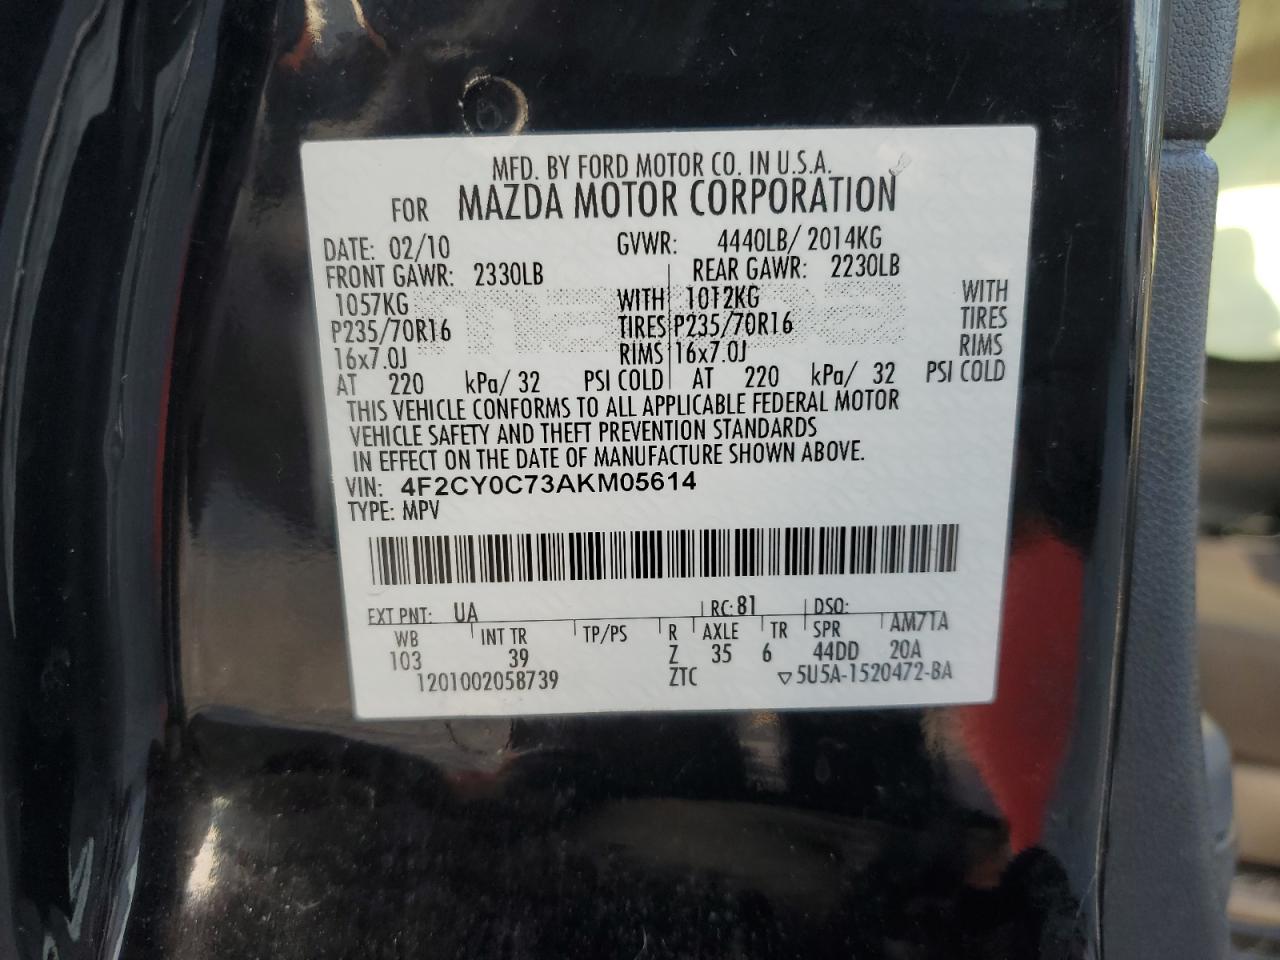 MFD. BY FORD MOTOR CO. IN U.S.A.
FOR MAZDA MOTOR CORPORATION
DATE: 02/10 GVWR: 4440LB/ 2014KG
FRONT GAWR: 2330LB REAR GAWR: 2230LB
1057KG WITH 1012KG WITH
P235/70R16 TIRES P235/70R16 TIRES
16x7.0J RIMS 16x7.0J RIMS
AT 220 kPa/ 32 PSI COLD AT 220 kPa/ 32 PSI COLD
THIS VEHICLE CONFORMS TO ALL APPLICABLE FEDERAL MOTOR
VEHICLE SAFETY AND THEFT PREVENTION STANDARDS
IN EFFECT ON THE DATE OF MANUFACTURE SHOWN ABOVE.
VIN: 4F2CY0C73AKM05614
TYPE: MPV
EXT PNT: UA RC: 81 DSO:
WB INT TR TP/PS R AXLE TR SPR AM71A
103 39 Z 35 6 44DD 20A
1201002058739 ZTC ▽5U5A-1520472-BA